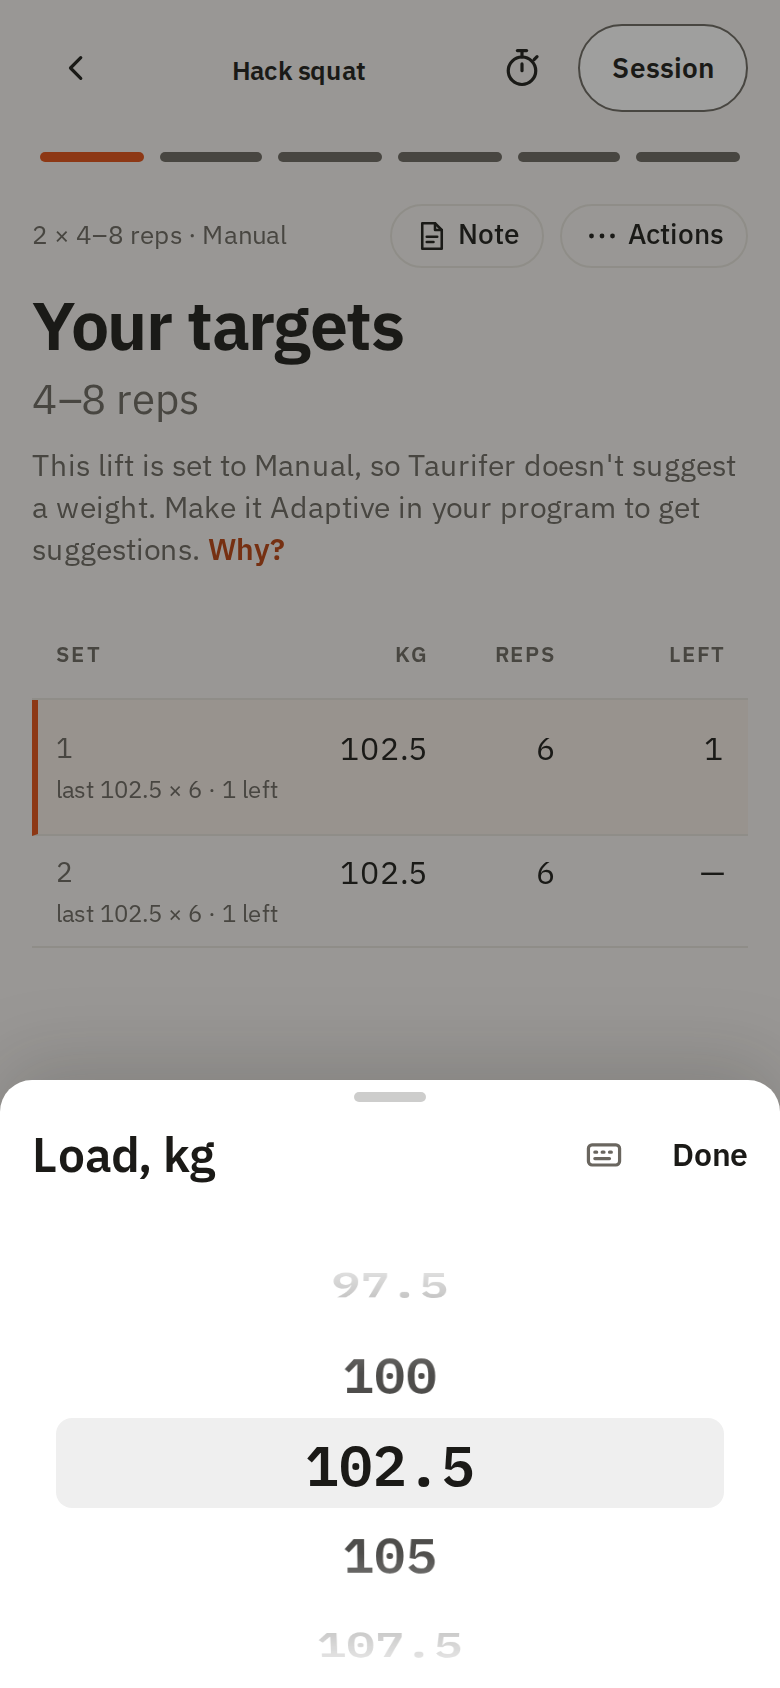 Hack squat
Session
2 × 4–8 reps · Manual
Note
Actions
Your targets
4–8 reps
This lift is set to Manual, so Taurifer doesn't suggest
a weight. Make it Adaptive in your program to get
suggestions. Why?
SET KG REPS LEFT
1 102.5 6 1
last 102.5 × 6 · 1 left
2 102.5 6 —
last 102.5 × 6 · 1 left
Load, kg
Done
97.5
100
102.5
105
107.5